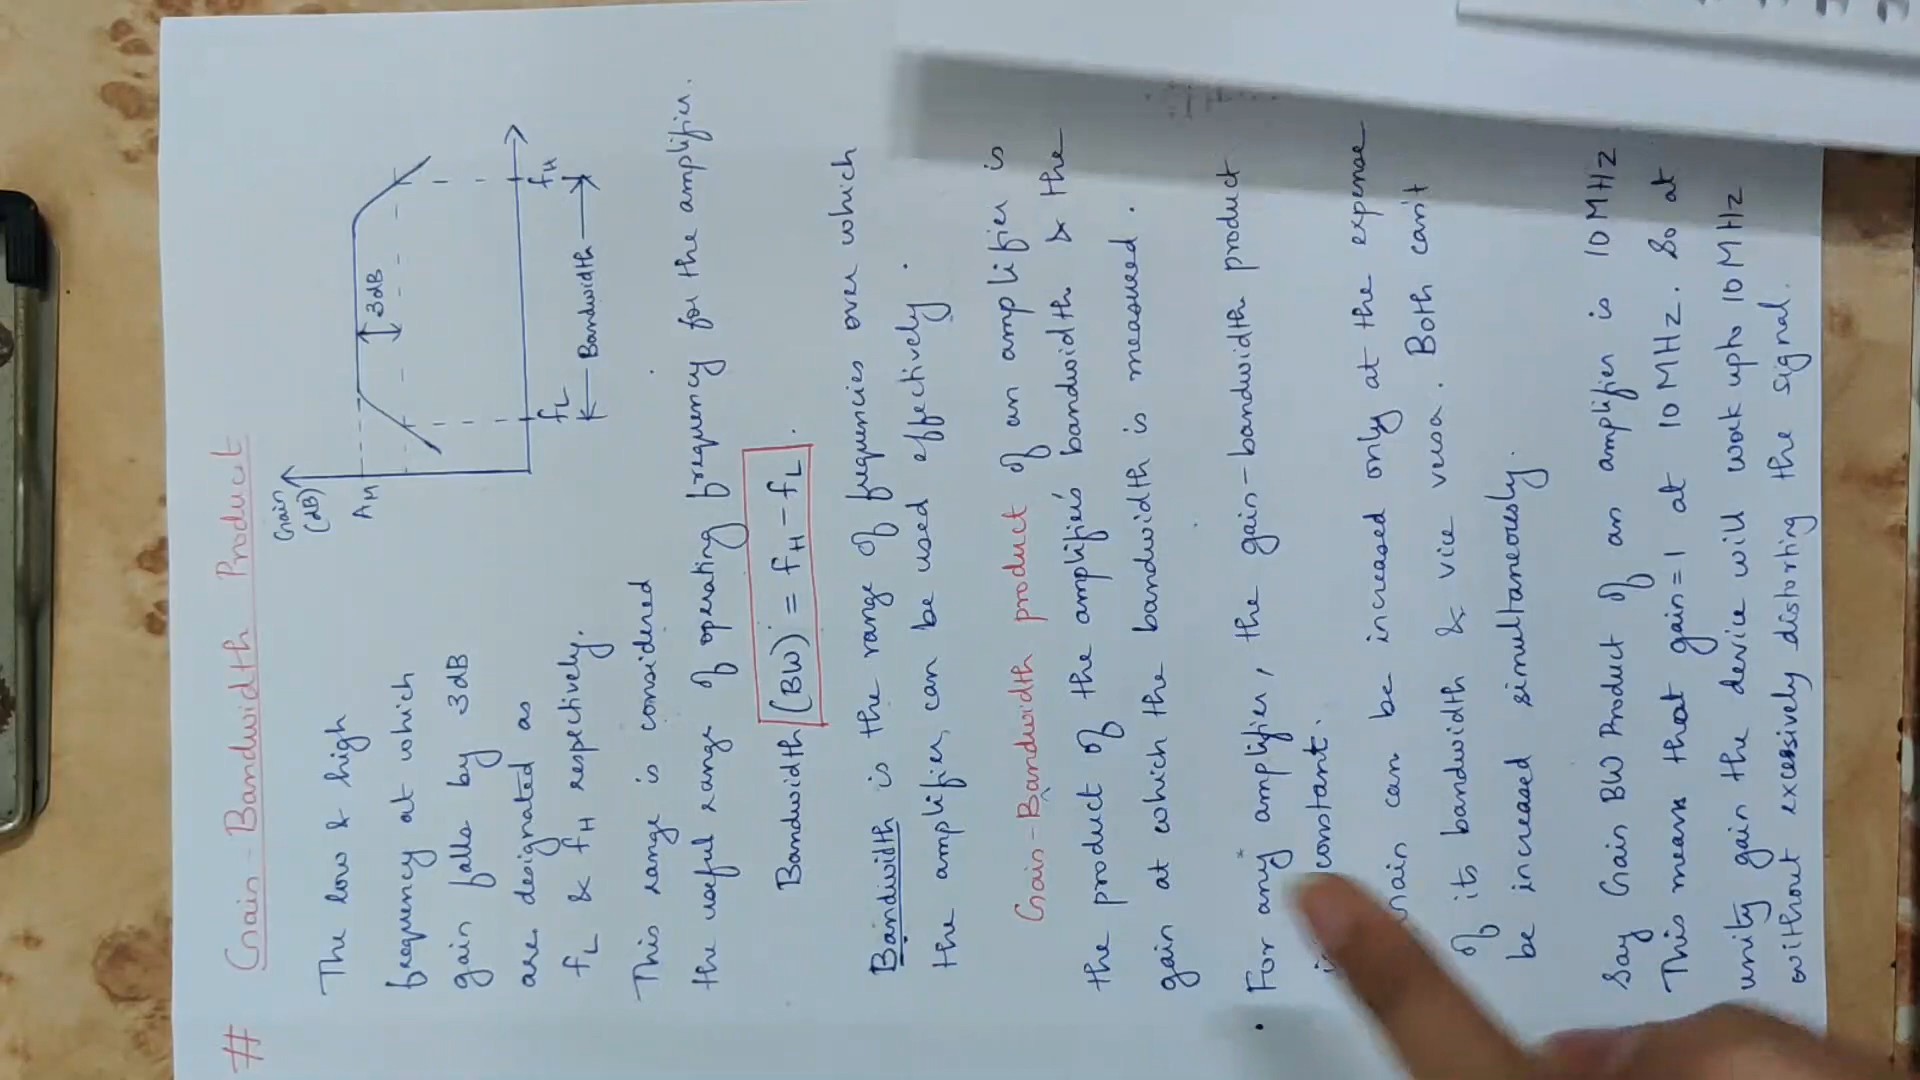 # Gain-Bandwidth Product
Gain
(dB)
AM
3dB
fL
fH
Bandwidth
The low & high
frequency at which
gain falls by 3dB
are designated as
fL & fH respectively.
This range is considered
the useful range of operating frequency for the amplifier.
Bandwidth (BW) = fH - fL.
Bandwidth is the range of frequencies over which
the amplifier, can be used effectively.
Gain-Bandwidth product of an amplifier is
the product of the amplifier's bandwidth & the
gain at which the bandwidth is measured.
• For any amplifier, the gain-bandwidth product
constant.
can be increased only at the expense
of its bandwidth & vice versa. Both can't
be increased simultaneously.
Say Gain BW Product of an amplifier is 10MHz
This means that gain=1 at 10MHz. So at
unity gain the device will work upto 10MHz
without excessively distorting the signal.